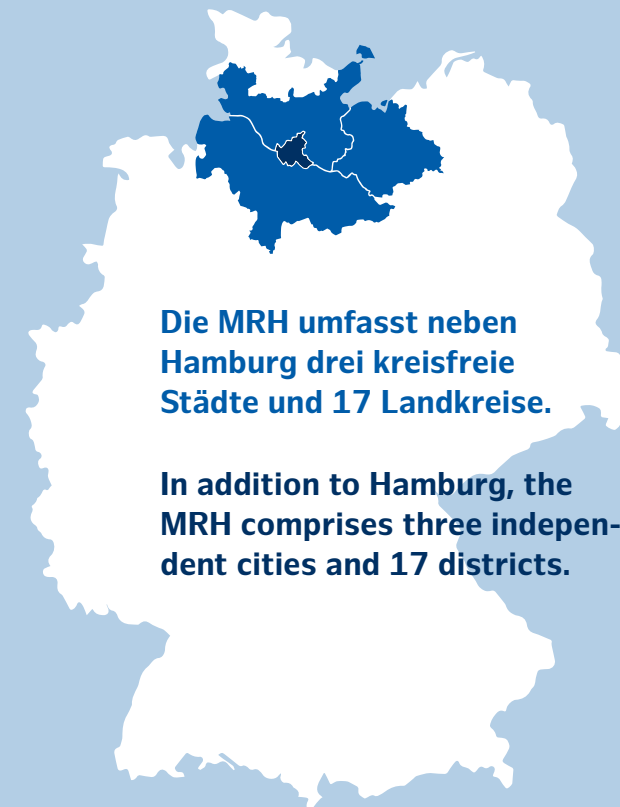 Die MRH umfasst neben
Hamburg drei kreisfreie
Städte und 17 Landkreise.
In addition to Hamburg, the
MRH comprises three indepen-
dent cities and 17 districts.